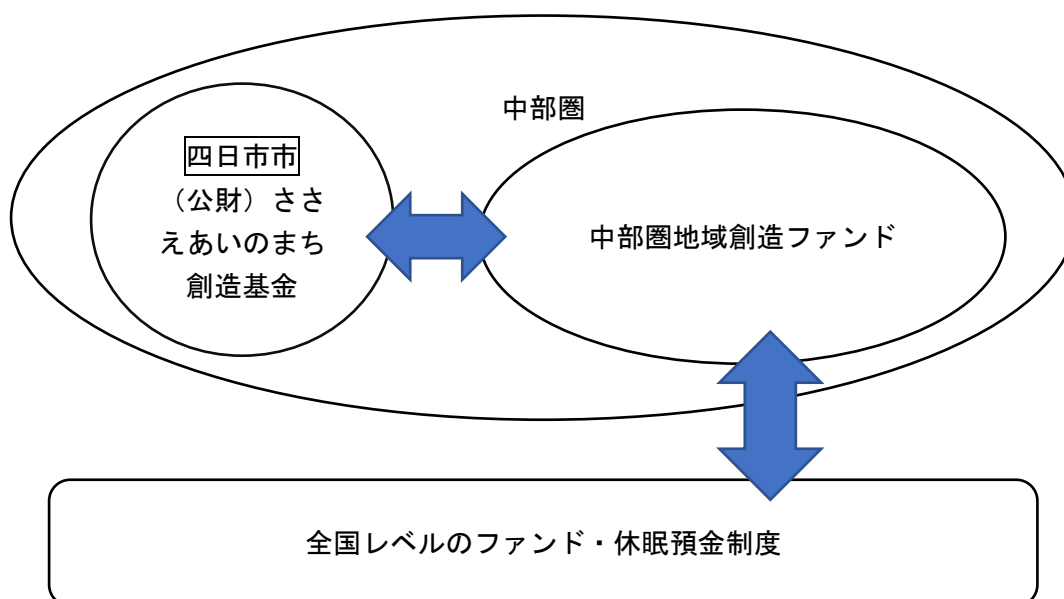 中部圏
四日市市
（公財）ささ
えあいのまち
創造基金
中部圏地域創造ファンド
全国レベルのファンド・休眠預金制度